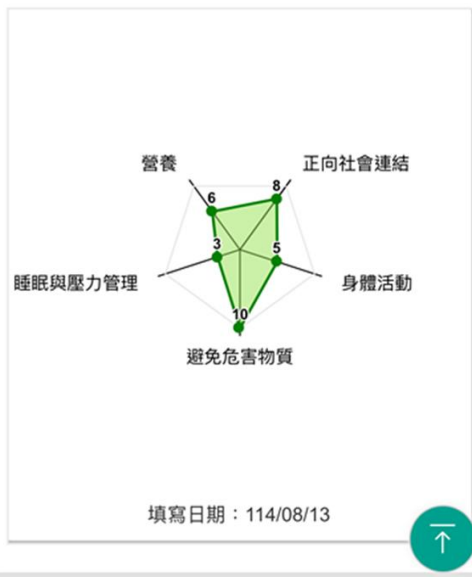 營養
正向社會連結
6
8
3
5
睡眠與壓力管理
身體活動
10
避免危害物質
填寫日期：114/08/13